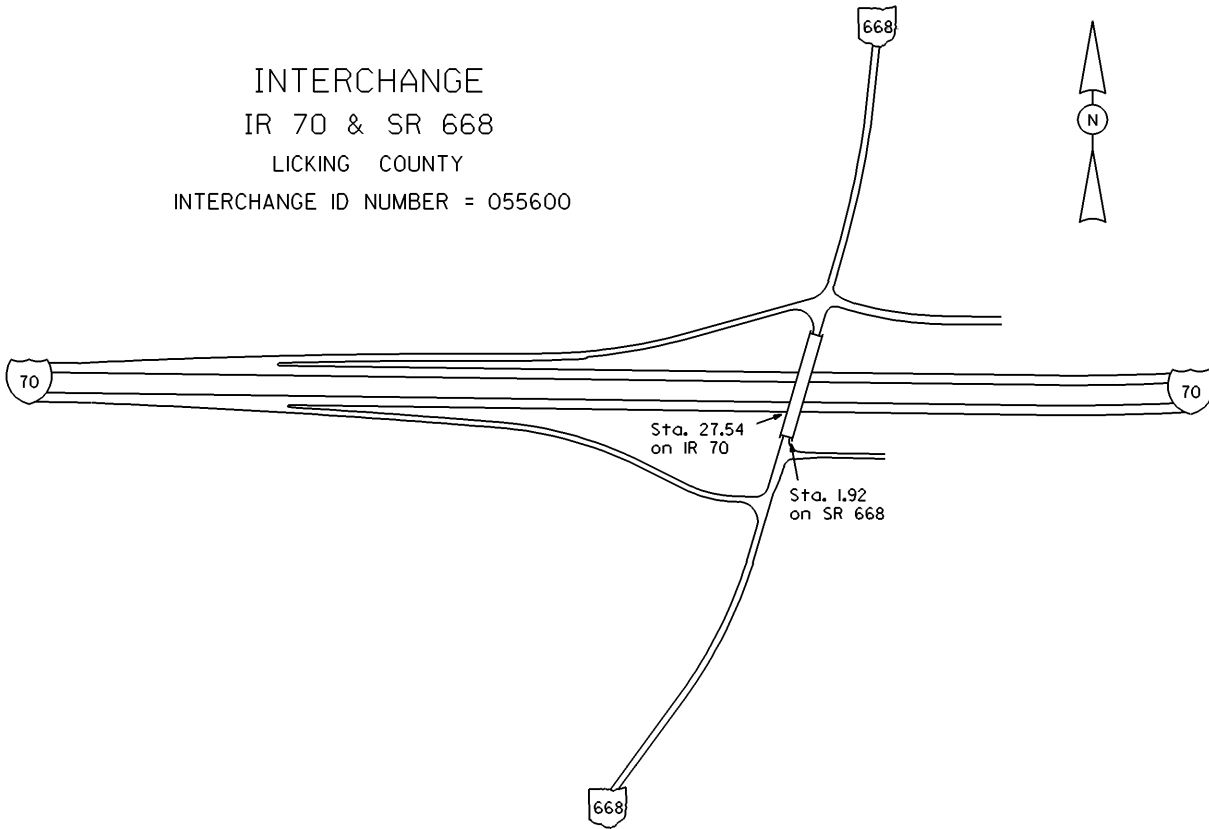 668
INTERCHANGE
IR 70 & SR 668
LICKING COUNTY
INTERCHANGE ID NUMBER = 055600
N
70
70
Sta. 27.54
on IR 70
Sta. 1.92
on SR 668
668